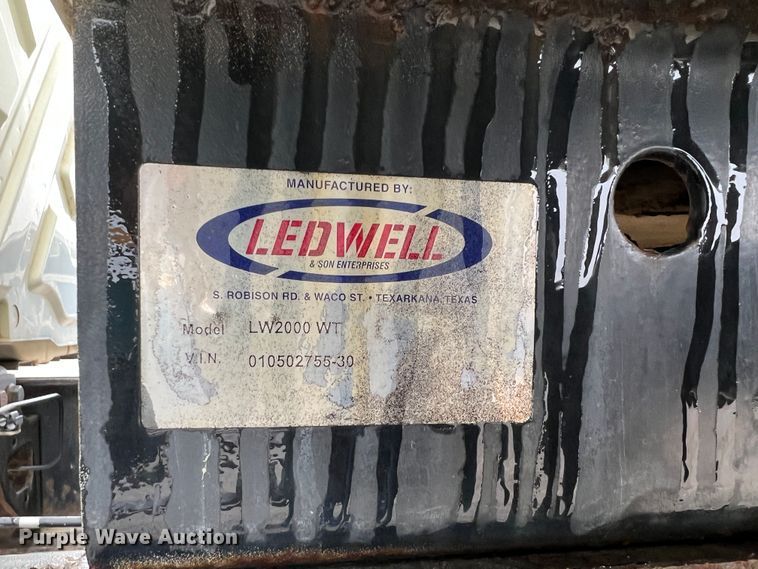 MANUFACTURED BY:
LEDWELL
& SON ENTERPRISES
S. ROBISON RD. & WACO ST. • TEXARKANA, TEXAS
Model LW2000 WT
V.I.N. 010502755-30
Purple Wave Auction